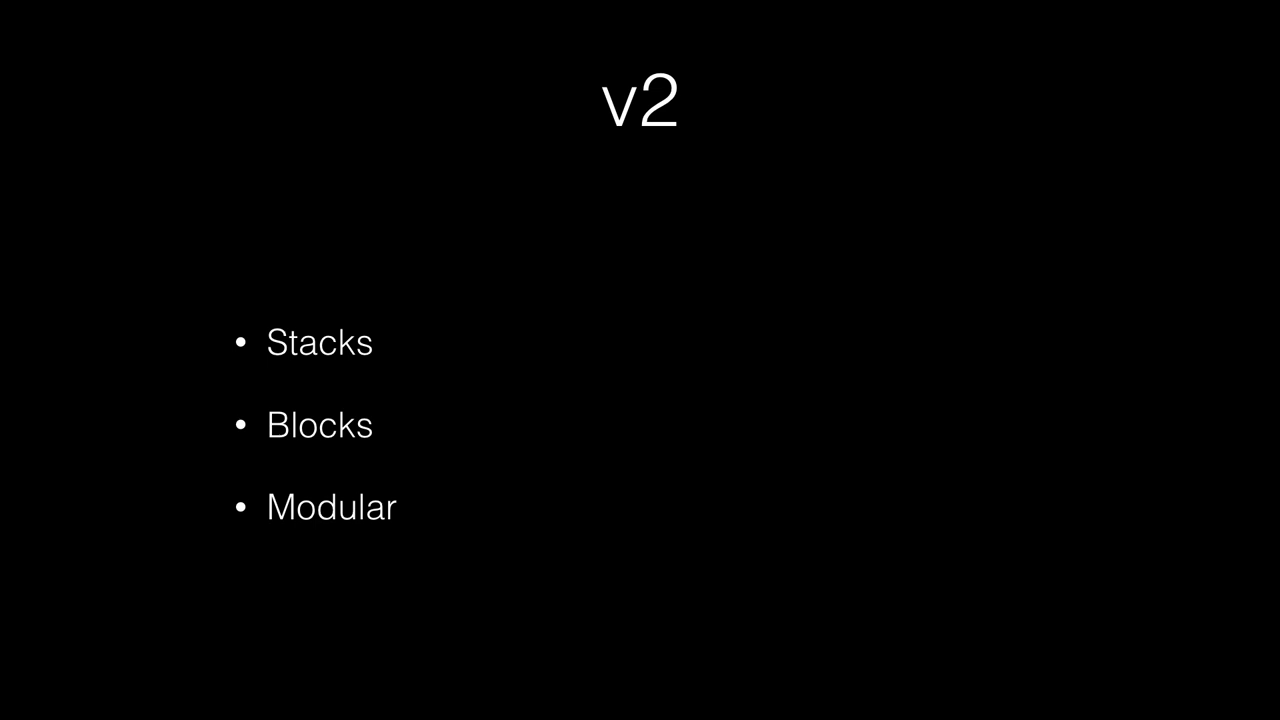 v2
• Stacks
• Blocks
• Modular